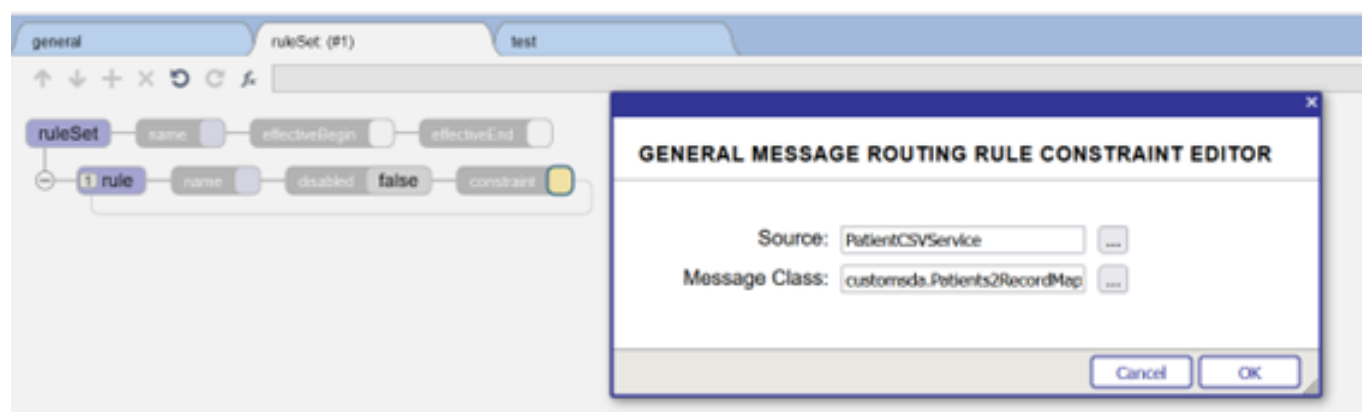 general ruleSet: (#1) test
fx
ruleSet name effectiveBegin effectiveEnd
1 rule name disabled false constraint
GENERAL MESSAGE ROUTING RULE CONSTRAINT EDITOR
Source: PatientCSVService ...
Message Class: customsda.Patients2RecordMap ...
Cancel OK